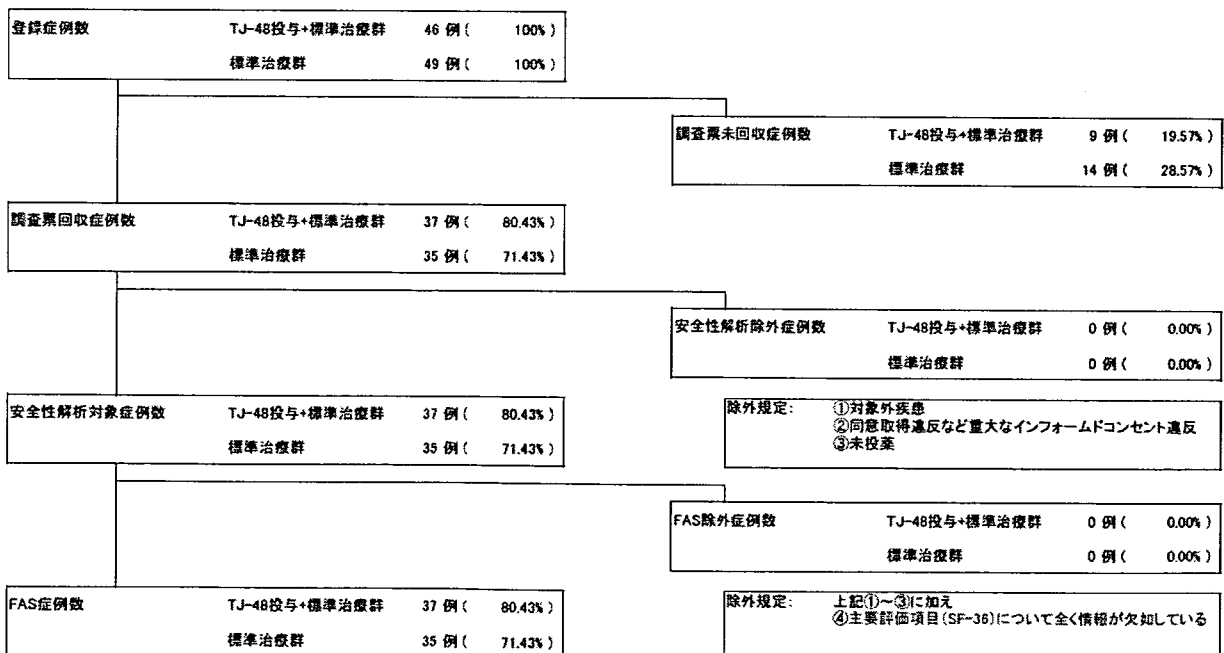 登録症例数 TJ-48投与+標準治療群 46 例 ( 100% )
標準治療群 49 例 ( 100% )
調査票未回収症例数 TJ-48投与+標準治療群 9 例 ( 19.57% )
標準治療群 14 例 ( 28.57% )
調査票回収症例数 TJ-48投与+標準治療群 37 例 ( 80.43% )
標準治療群 35 例 ( 71.43% )
安全性解析除外症例数 TJ-48投与+標準治療群 0 例 ( 0.00% )
標準治療群 0 例 ( 0.00% )
安全性解析対象症例数 TJ-48投与+標準治療群 37 例 ( 80.43% )
標準治療群 35 例 ( 71.43% )
除外規定: ①対象外疾患
②同意取得違反など重大なインフォームドコンセント違反
③未投薬
FAS除外症例数 TJ-48投与+標準治療群 0 例 ( 0.00% )
標準治療群 0 例 ( 0.00% )
FAS症例数 TJ-48投与+標準治療群 37 例 ( 80.43% )
標準治療群 35 例 ( 71.43% )
除外規定: 上記①～③に加え
④主要評価項目(SF-36)について全く情報が欠如している